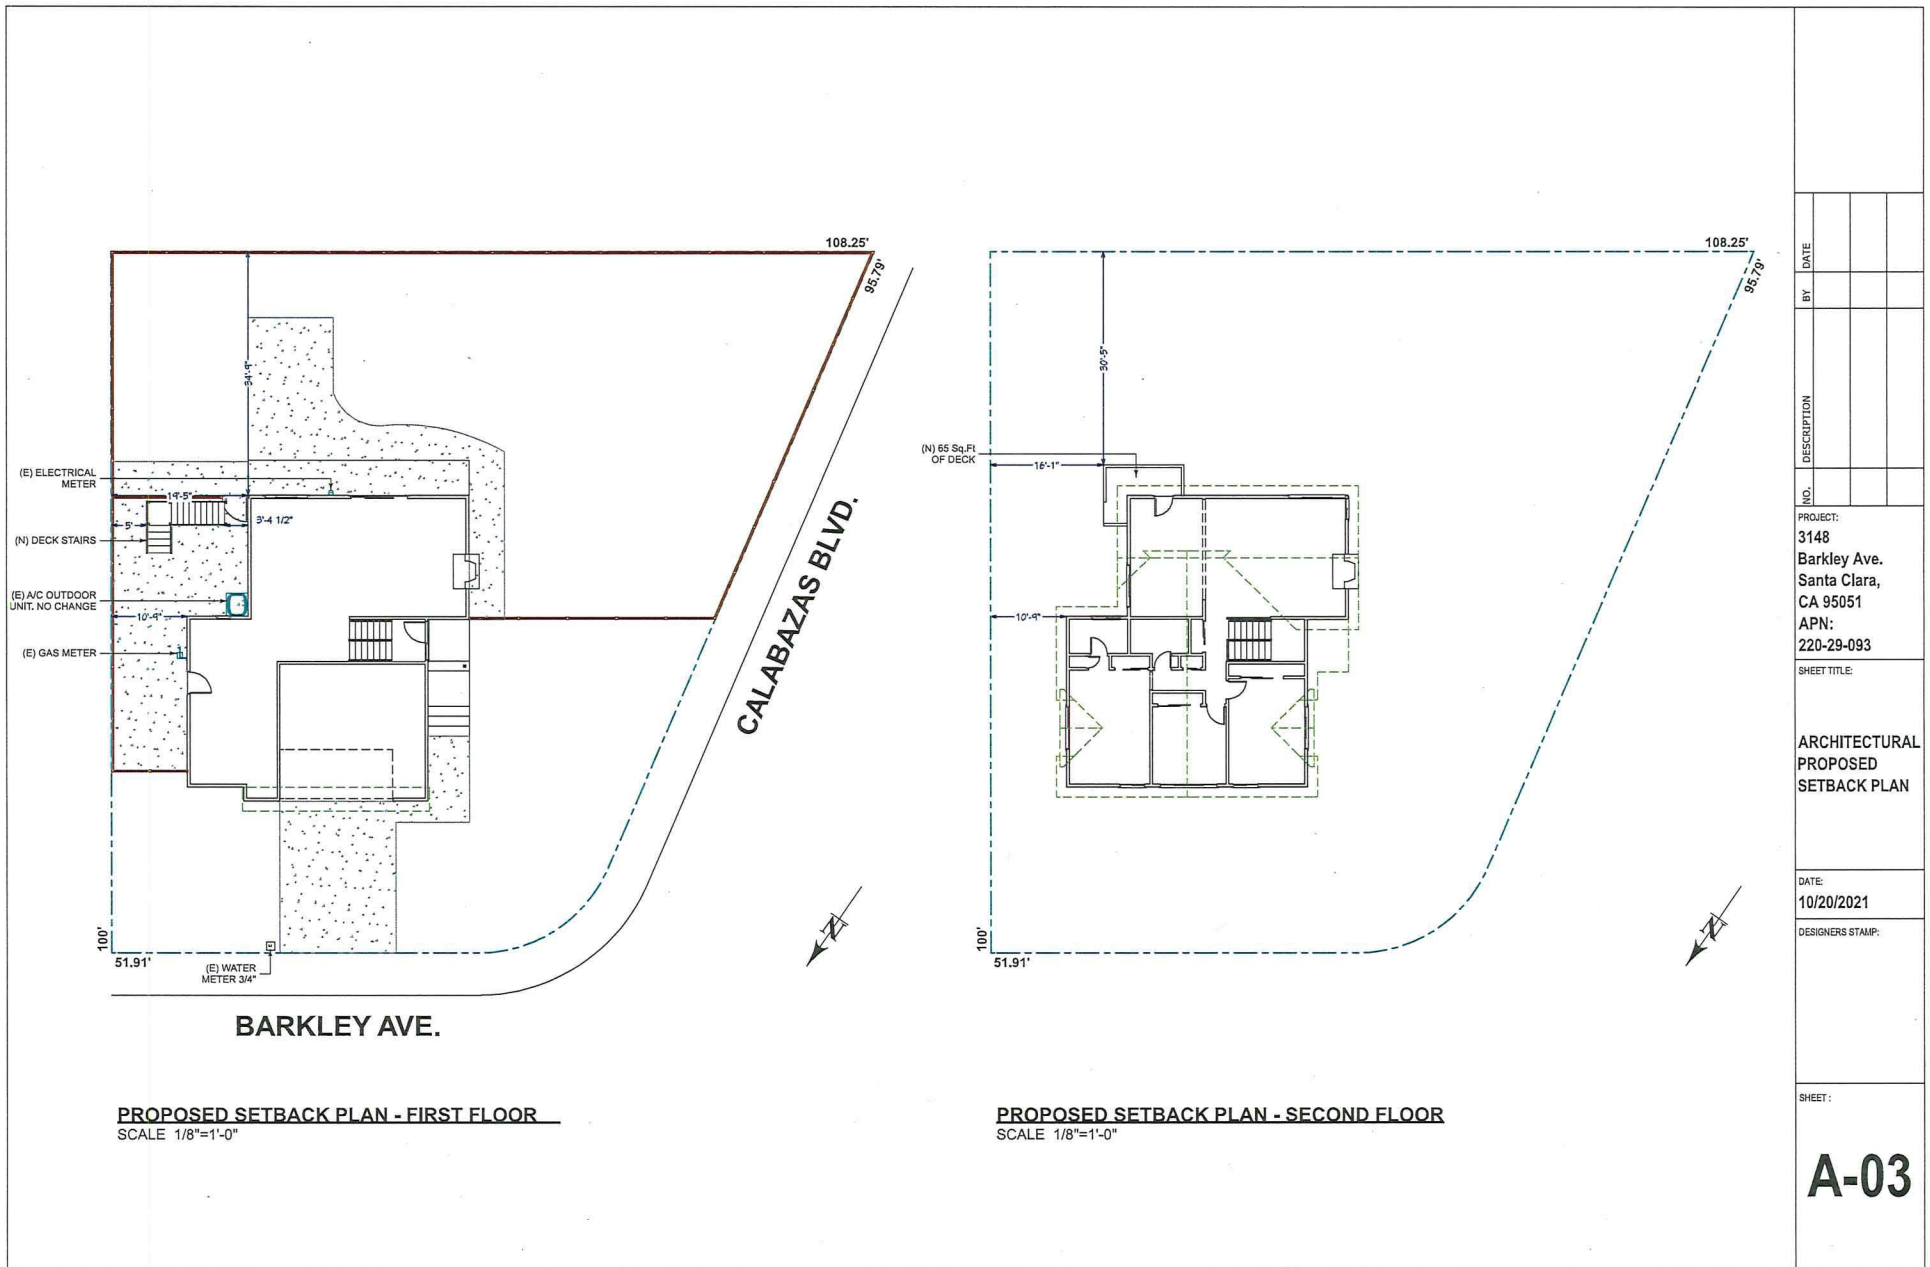 108.25'
95.79'
34'-9"
(E) ELECTRICAL
METER
19'-5"
5'
3'-4 1/2"
(N) DECK STAIRS
(E) A/C OUTDOOR
UNIT. NO CHANGE
10'-9"
(E) GAS METER
CALABAZAS BLVD.
100'
51.91'
(E) WATER
METER 3/4"
N
BARKLEY AVE.
PROPOSED SETBACK PLAN - FIRST FLOOR
SCALE 1/8"=1'-0"
108.25'
95.79'
30'-5"
(N) 65 Sq.Ft
OF DECK
16'-1"
10'-9"
100'
51.91'
N
PROPOSED SETBACK PLAN - SECOND FLOOR
SCALE 1/8"=1'-0"
DATE
BY
DESCRIPTION
NO.
PROJECT:
3148
Barkley Ave.
Santa Clara,
CA 95051
APN:
220-29-093
SHEET TITLE:
ARCHITECTURAL
PROPOSED
SETBACK PLAN
DATE:
10/20/2021
DESIGNERS STAMP:
SHEET :
A-03